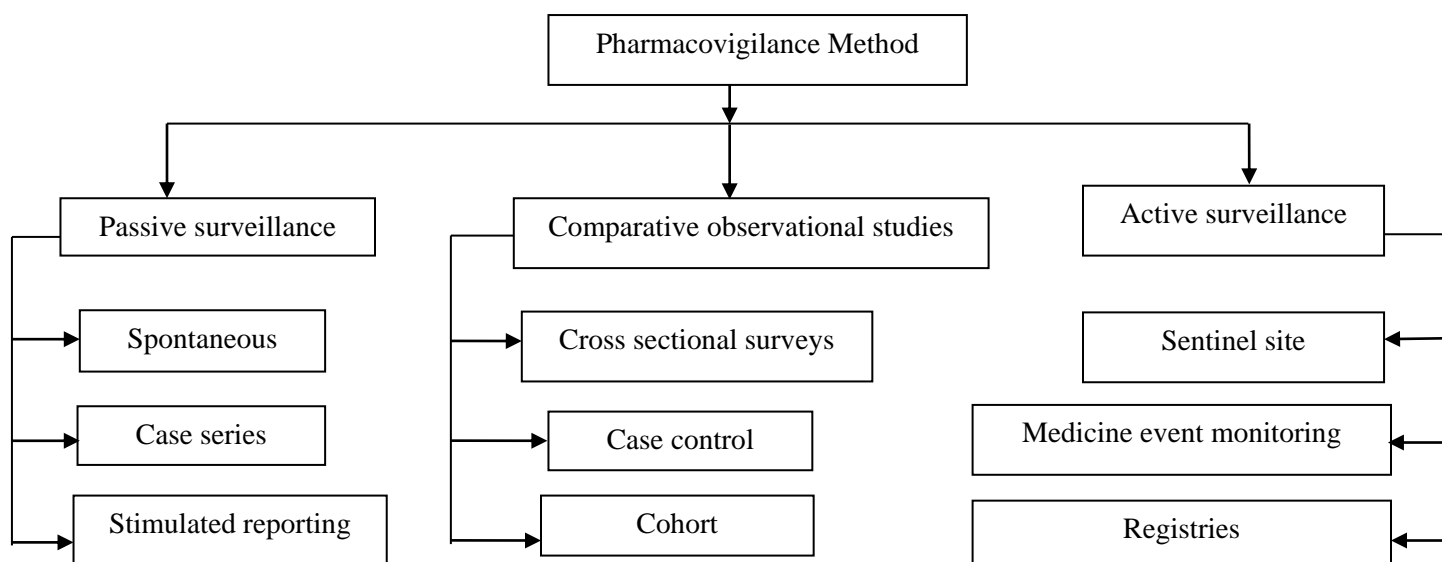 Pharmacovigilance Method
Passive surveillance
Comparative observational studies
Active surveillance
Spontaneous
Cross sectional surveys
Sentinel site
Case series
Case control
Medicine event monitoring
Stimulated reporting
Cohort
Registries